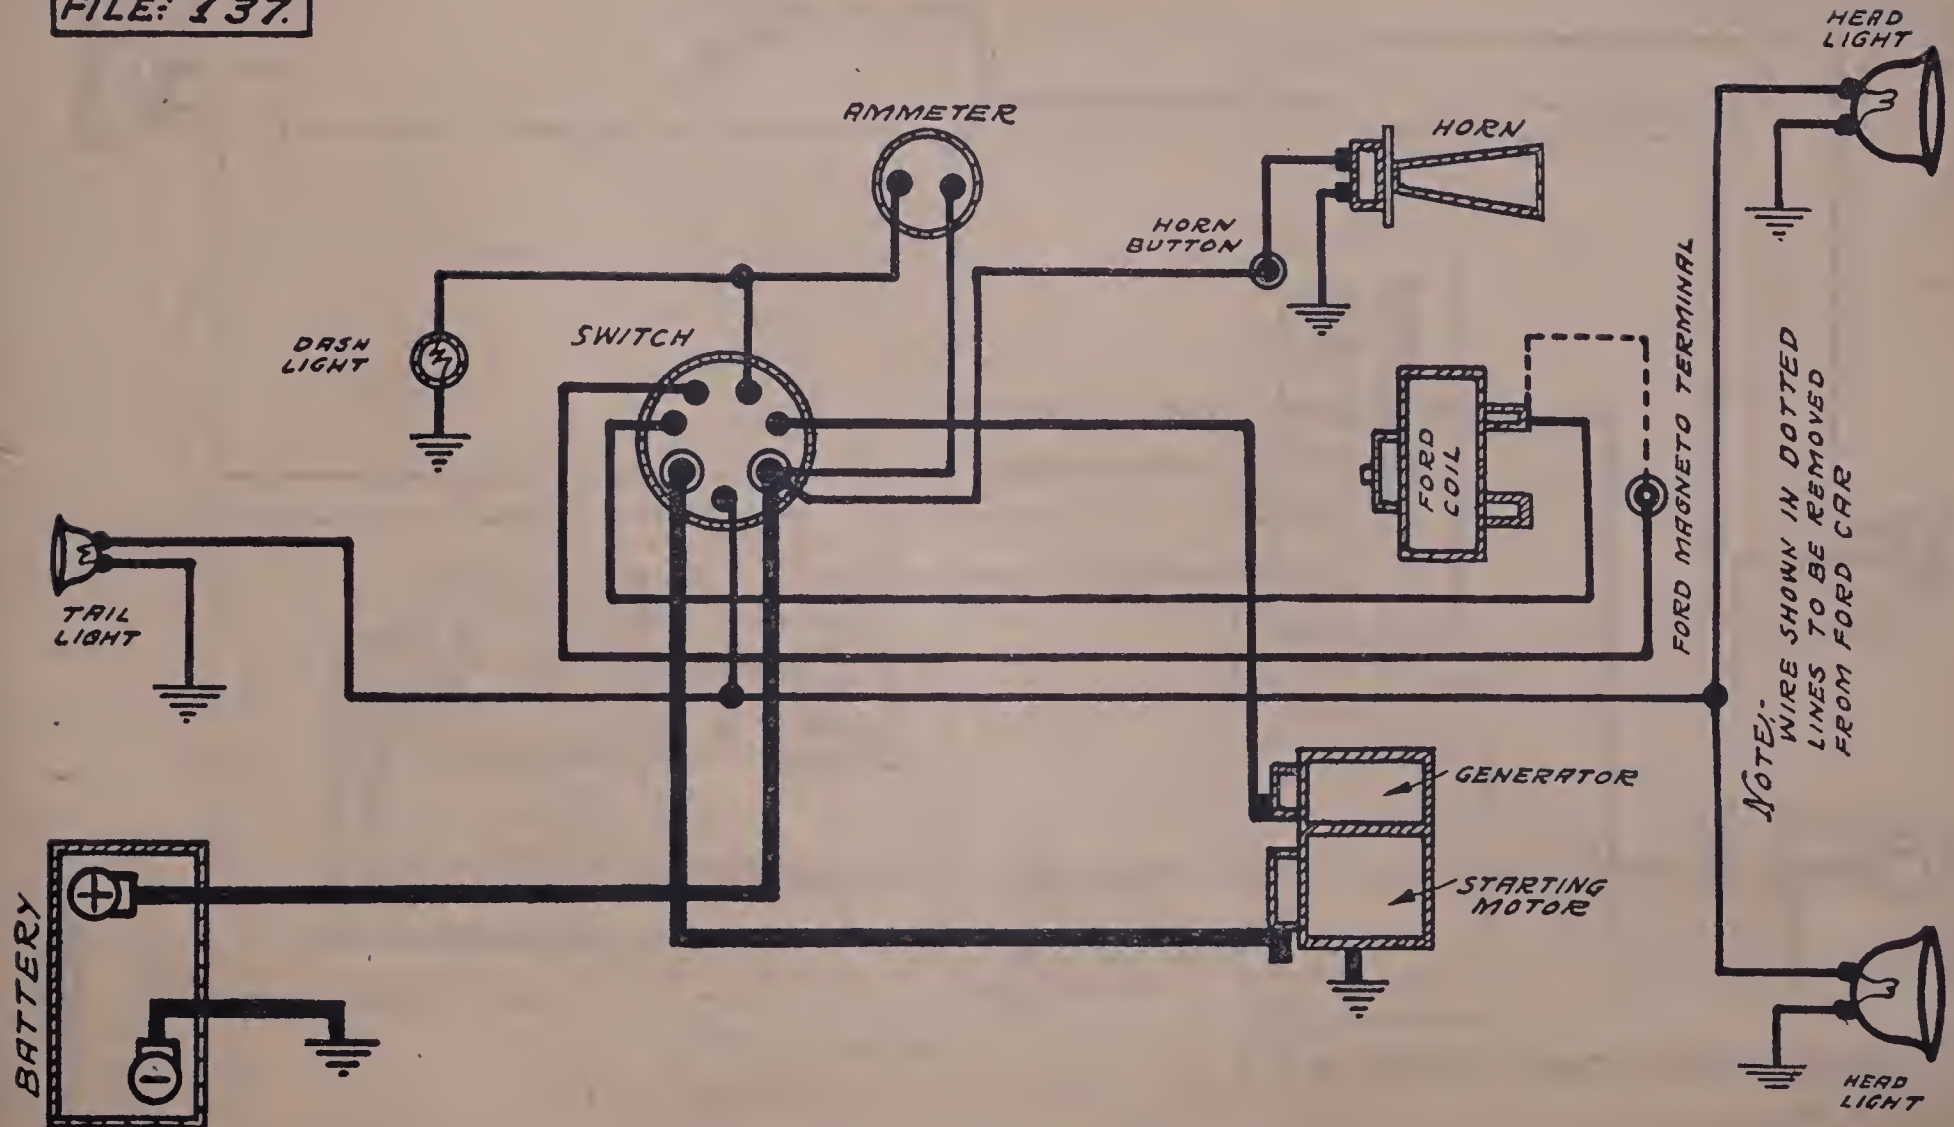 FILE: 137.
HEAD
LIGHT
AMMETER
HORN
HORN
BUTTON
SWITCH
DASH
LIGHT
FORD
COIL
FORD MAGNETO TERMINAL
NOTE:-
WIRE SHOWN IN DOTTED
LINES TO BE REMOVED
FROM FORD CAR
TAIL
LIGHT
GENERATOR
STARTING
MOTOR
BATTERY
+
-
HEAD
LIGHT